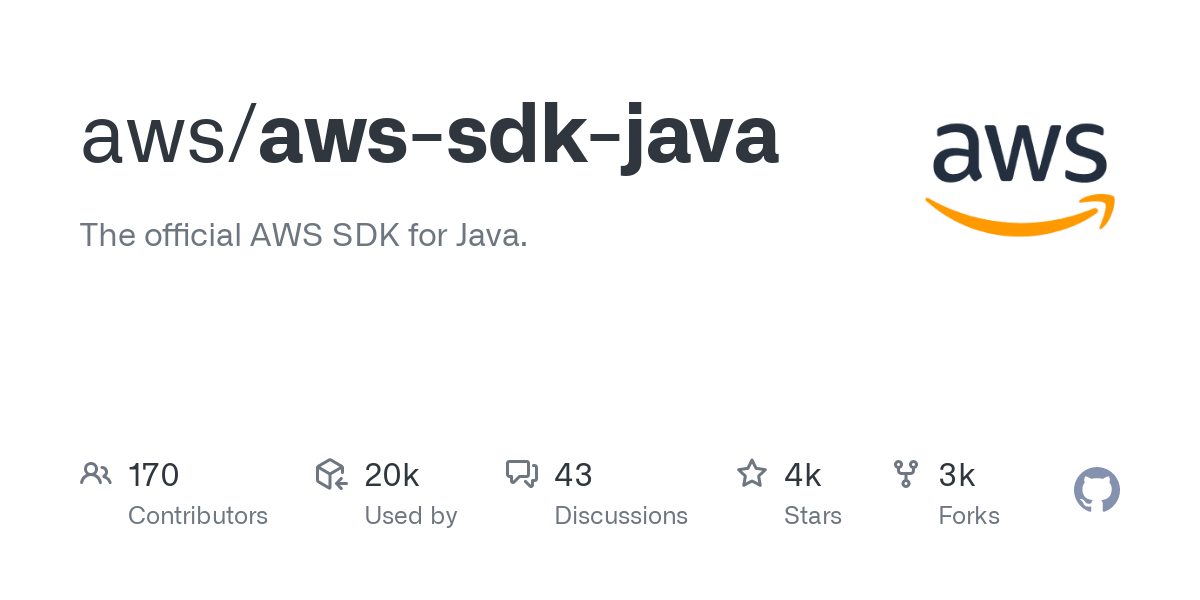 aws/aws-sdk-java
aws
The official AWS SDK for Java.
170
Contributors
20k
Used by
43
Discussions
4k
Stars
3k
Forks